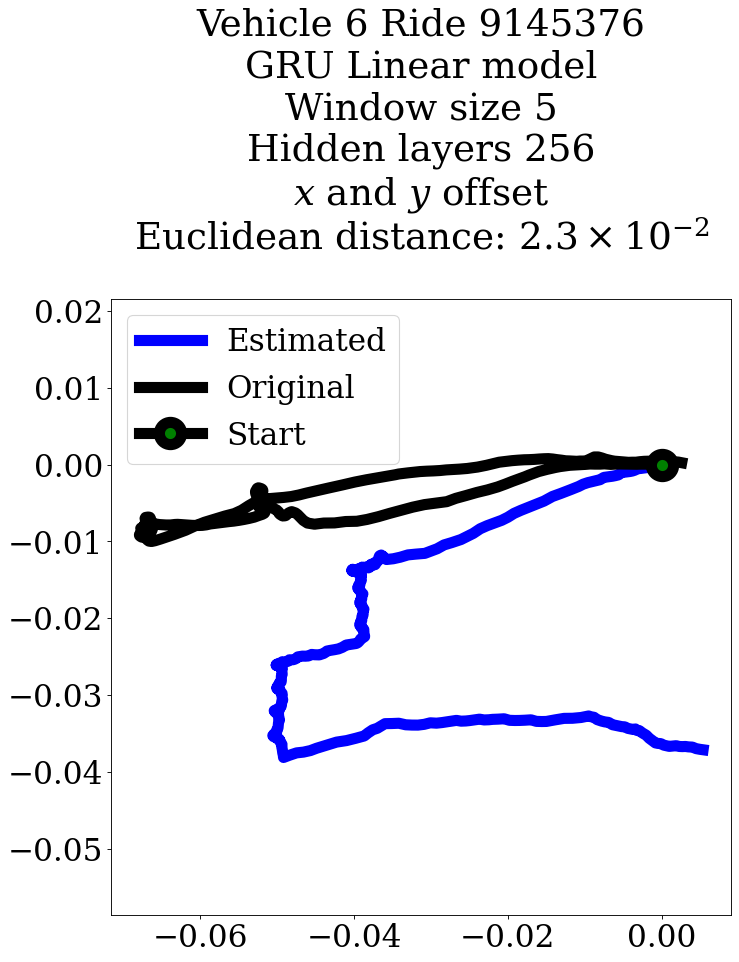 Vehicle 6 Ride 9145376
GRU Linear model
Window size 5
Hidden layers 256
x and y offset
Euclidean distance: 2.3 × 10⁻²
0.02
0.01
0.00
−0.01
−0.02
−0.03
−0.04
−0.05
Estimated
Original
Start
−0.06 −0.04 −0.02 0.00